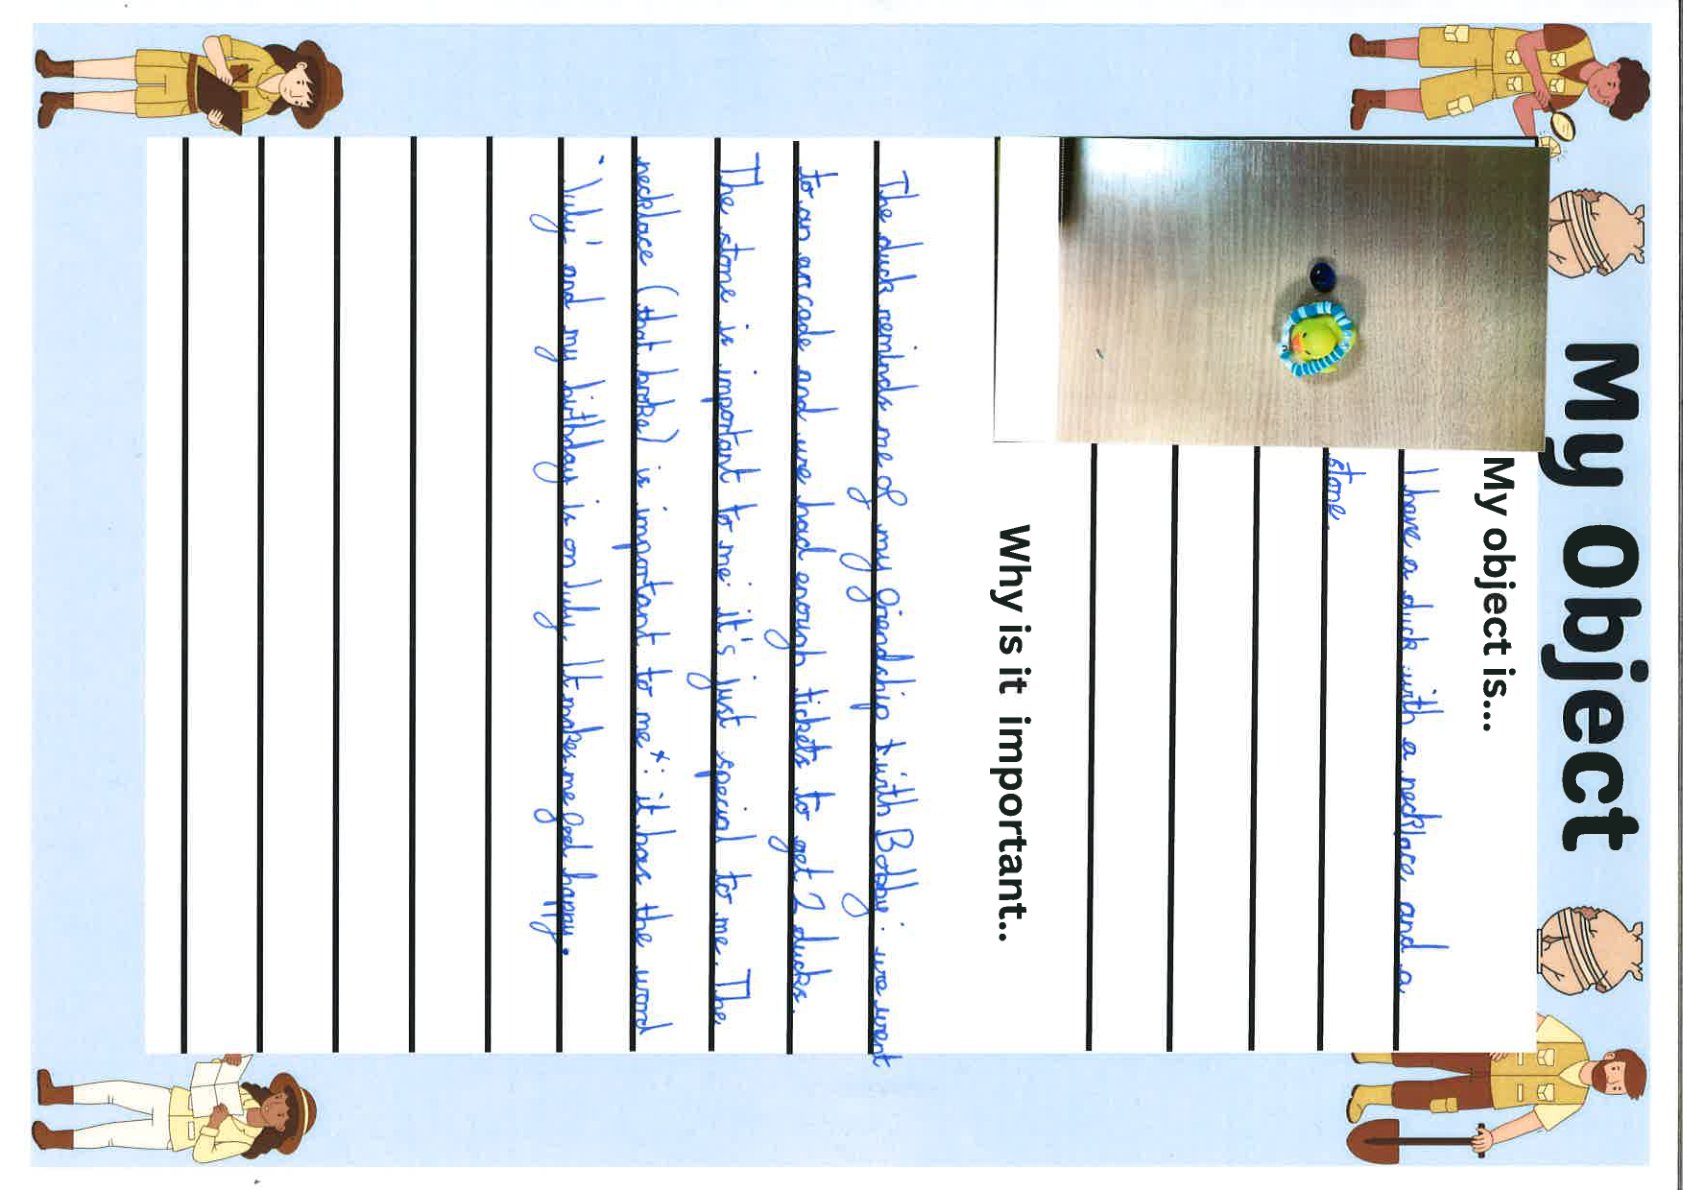 My Object
My object is...
I have a duck with a necklace and a
stone.
Why is it important..
The duck reminds me of my friendship with Bobby: we went
to an arcade and we had enough tickets to get 2 ducks.
The stone is important to me: it's just special to me. The
necklace (that broke) is important to me*: it has the word
'July' and my birthday is on July. It makes me feel happy.